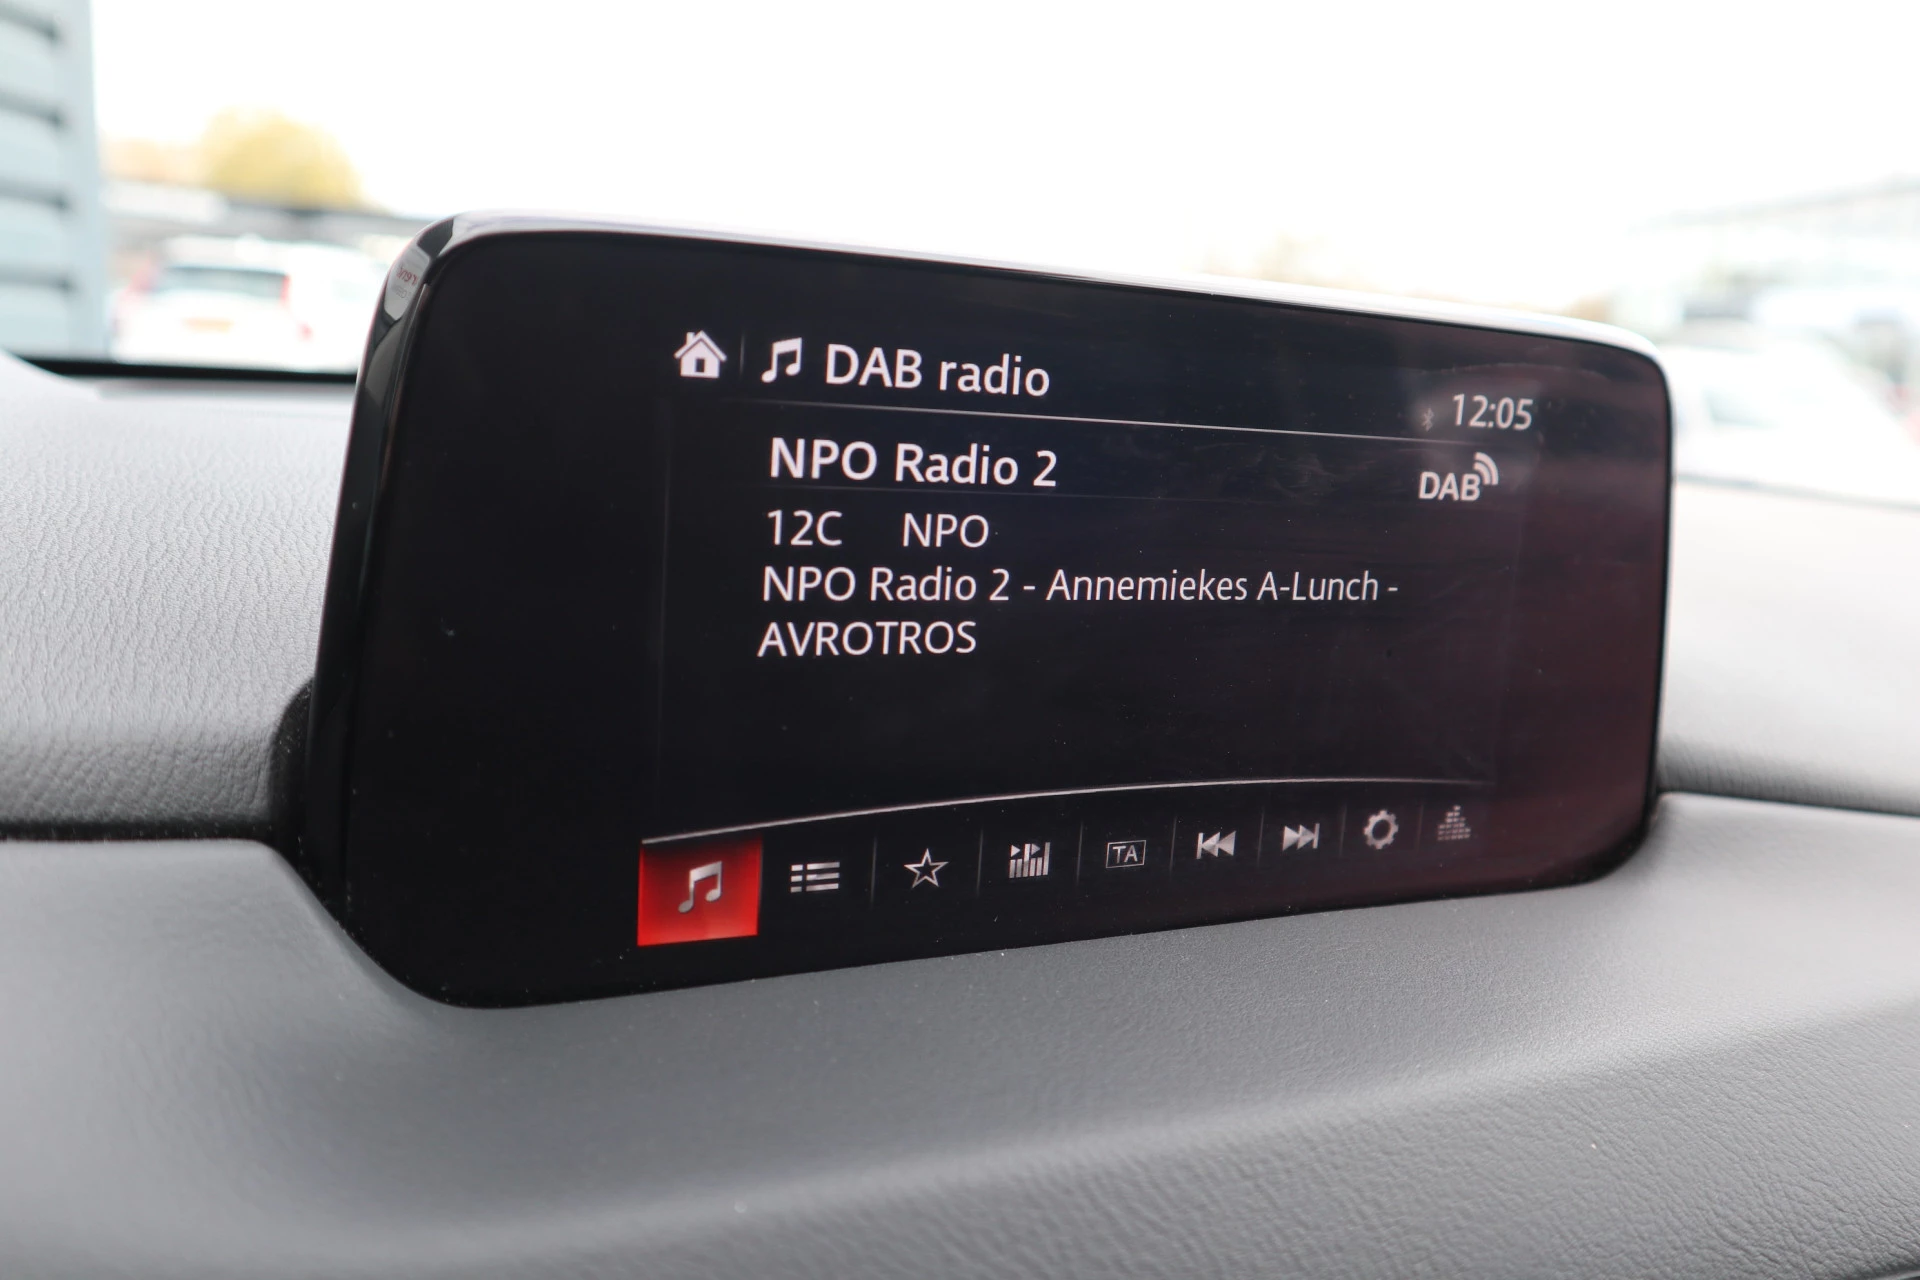 DAB radio
12:05
NPO Radio 2
DAB
12C NPO
NPO Radio 2 - Annemiekes A-Lunch -
AVROTROS
TA